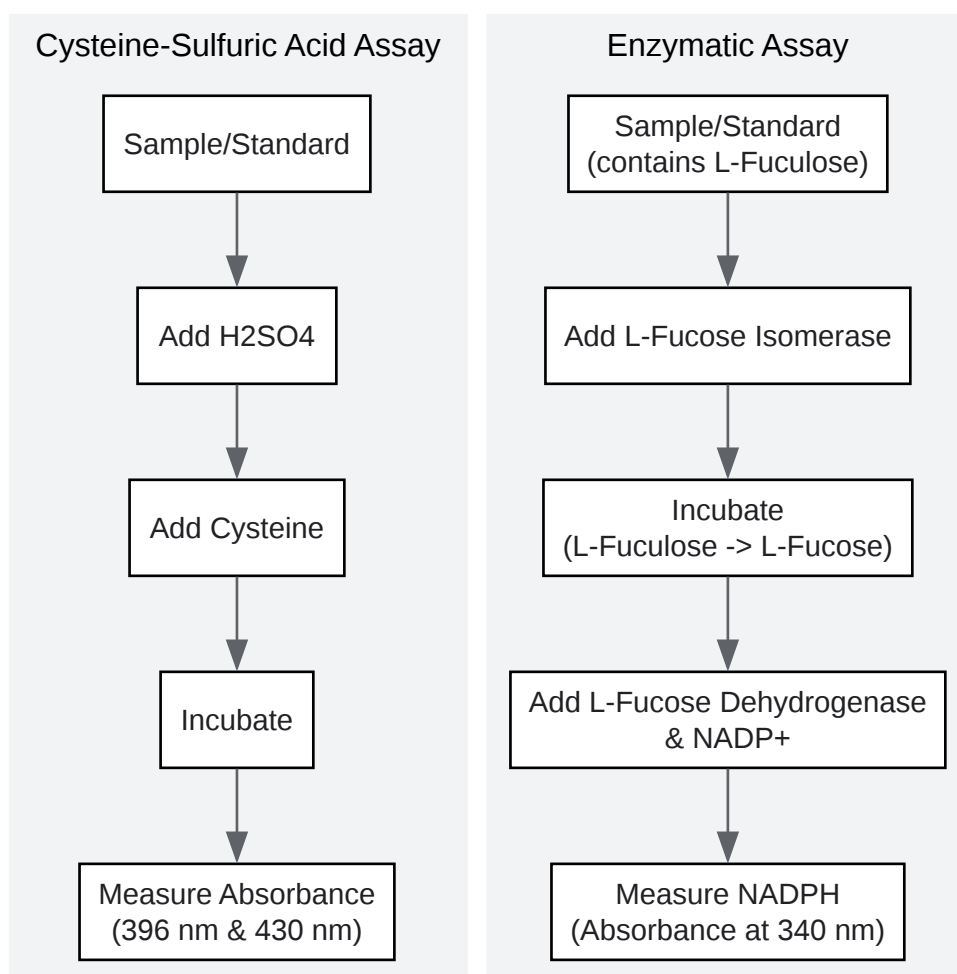 Cysteine-Sulfuric Acid Assay
Sample/Standard
Add H2SO4
Add Cysteine
Incubate
Measure Absorbance
(396 nm & 430 nm)
Enzymatic Assay
Sample/Standard
(contains L-Fuculose)
Add L-Fucose Isomerase
Incubate
(L-Fuculose -> L-Fucose)
Add L-Fucose Dehydrogenase
& NADP+
Measure NADPH
(Absorbance at 340 nm)